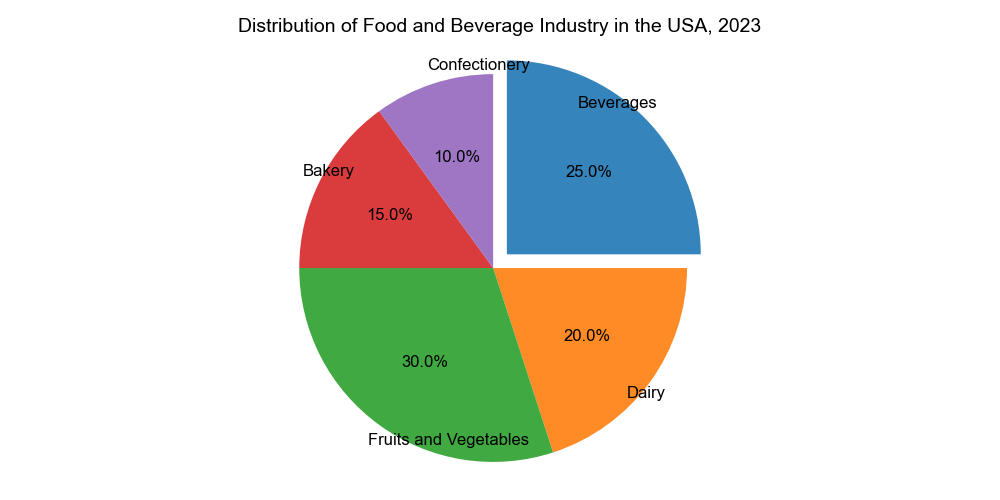 Distribution of Food and Beverage Industry in the USA, 2023
Confectionery
Beverages
10.0%
25.0%
Bakery
15.0%
20.0%
30.0%
Dairy
Fruits and Vegetables